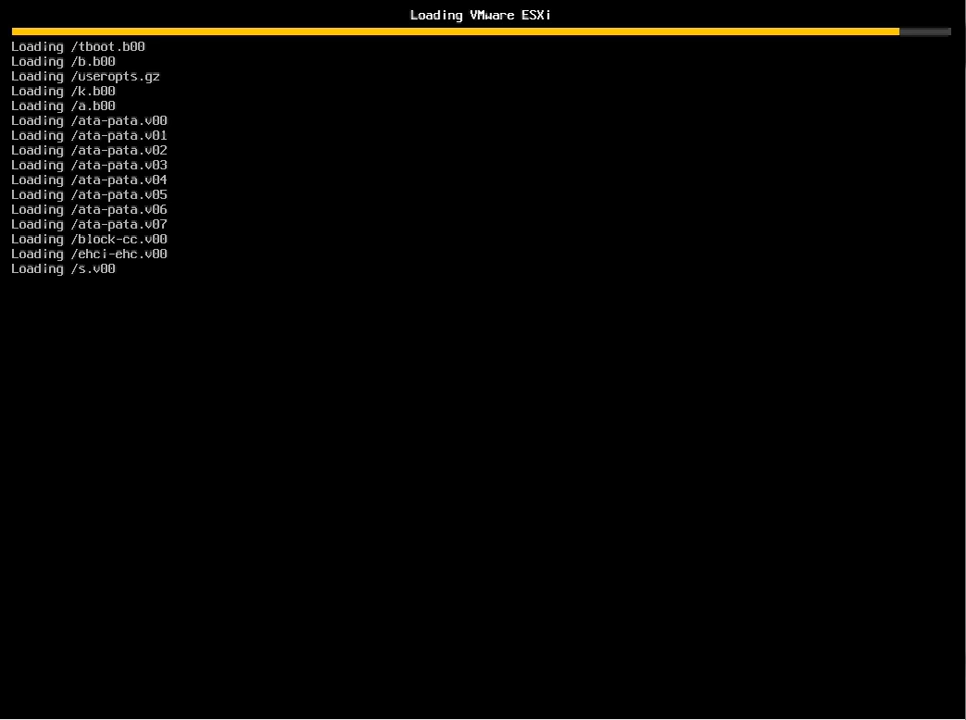 Loading VMware ESXi
Loading /tboot.b00
Loading /b.b00
Loading /useropts.gz
Loading /k.b00
Loading /a.b00
Loading /ata-pata.v00
Loading /ata-pata.v01
Loading /ata-pata.v02
Loading /ata-pata.v03
Loading /ata-pata.v04
Loading /ata-pata.v05
Loading /ata-pata.v06
Loading /ata-pata.v07
Loading /block-cc.v00
Loading /ehci-ehc.v00
Loading /s.v00